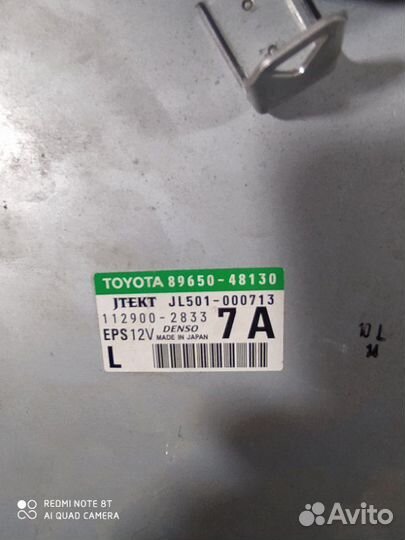 TOYOTA 89650-48130
JTEKT JL501-000713
112900-2833 7A
EPS12V DENSO
MADE IN JAPAN
L
REDMI NOTE 8T
AI QUAD CAMERA
Avito